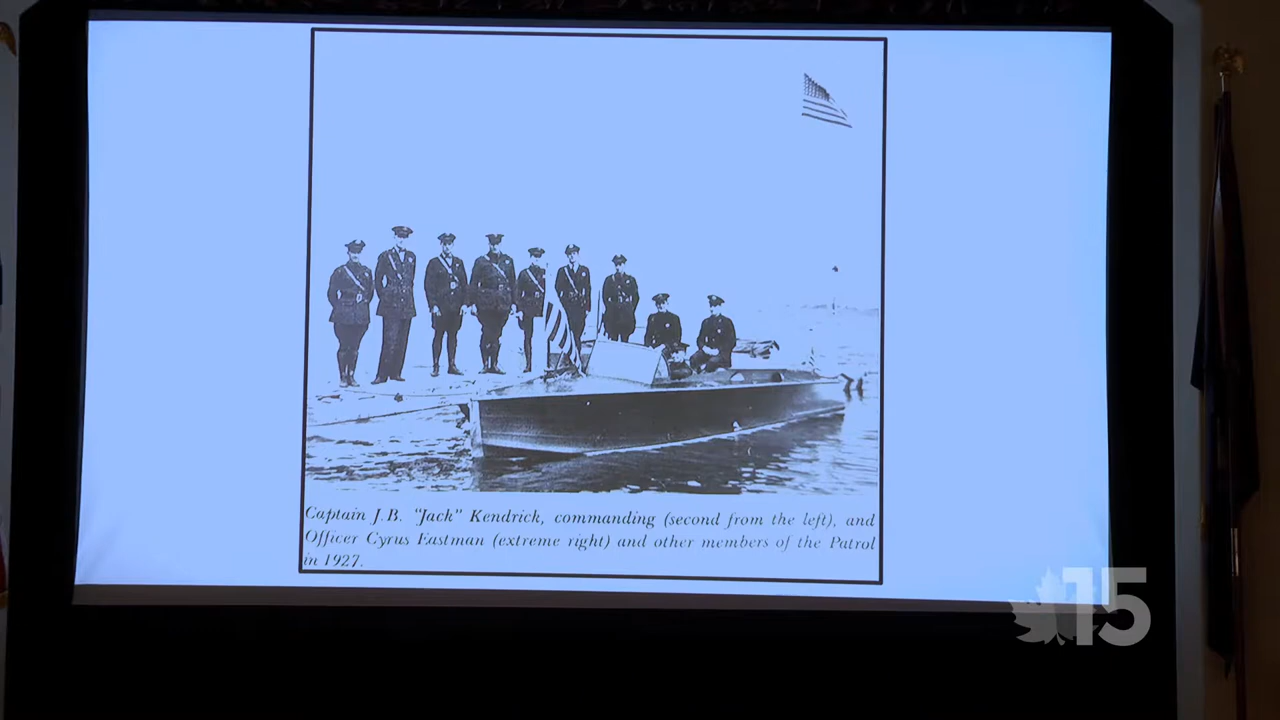 Captain J.B. "Jack" Kendrick, commanding (second from the left), and
Officer Cyrus Eastman (extreme right) and other members of the Patrol
in 1927.
15